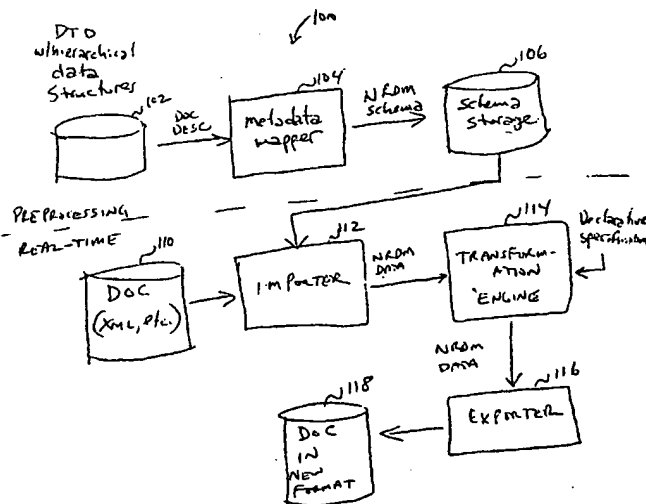 100
DTD
w/hierarchical
data
structures
102
DOC
DESC
104
metadata
mapper
NRDM
SCHEMA
106
schema
storage
PREPROCESSING
REAL-TIME
110
DOC
(XML, etc.)
112
IMPORTER
NRDM
DATA
114
TRANSFORM-
ATION
ENGINE
Declarative
NRDM
DATA
116
EXPORTER
118
DOC
IN
NEW
FORMAT